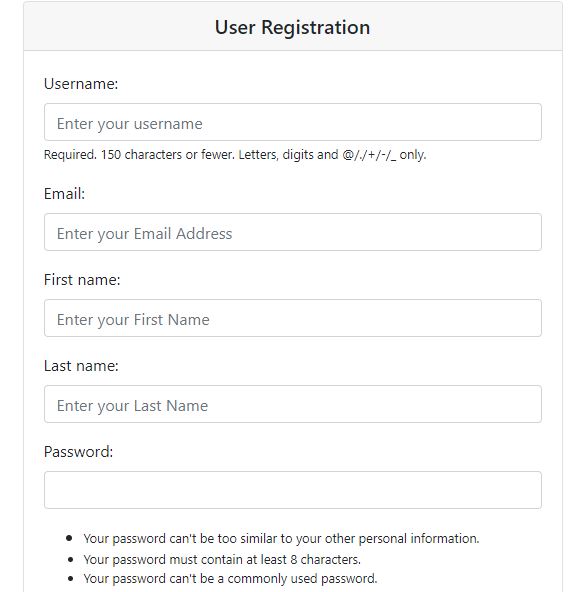 User Registration
Username:
Enter your username
Required. 150 characters or fewer. Letters, digits and @/./+/-/_ only.
Email:
Enter your Email Address
First name:
Enter your First Name
Last name:
Enter your Last Name
Password:
• Your password can't be too similar to your other personal information.
• Your password must contain at least 8 characters.
• Your password can't be a commonly used password.